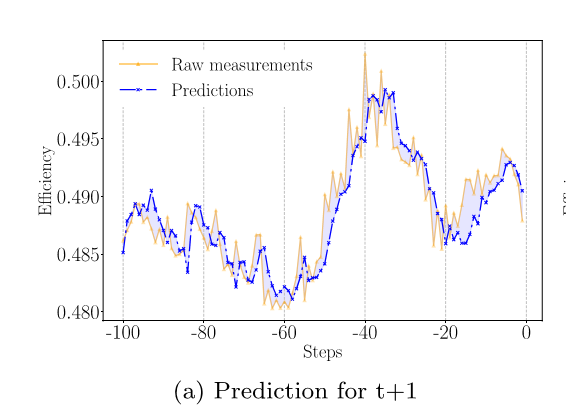 Raw measurements
Predictions
0.500
0.495
0.490
0.485
0.480
Efficiency
-100 -80 -60 -40 -20 0
Steps
(a) Prediction for t+1